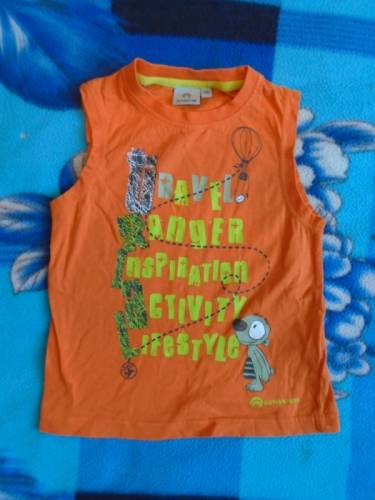 TRAVEL
RANGER
INSPIRATION
ACTIVITY
LIFESTYLE